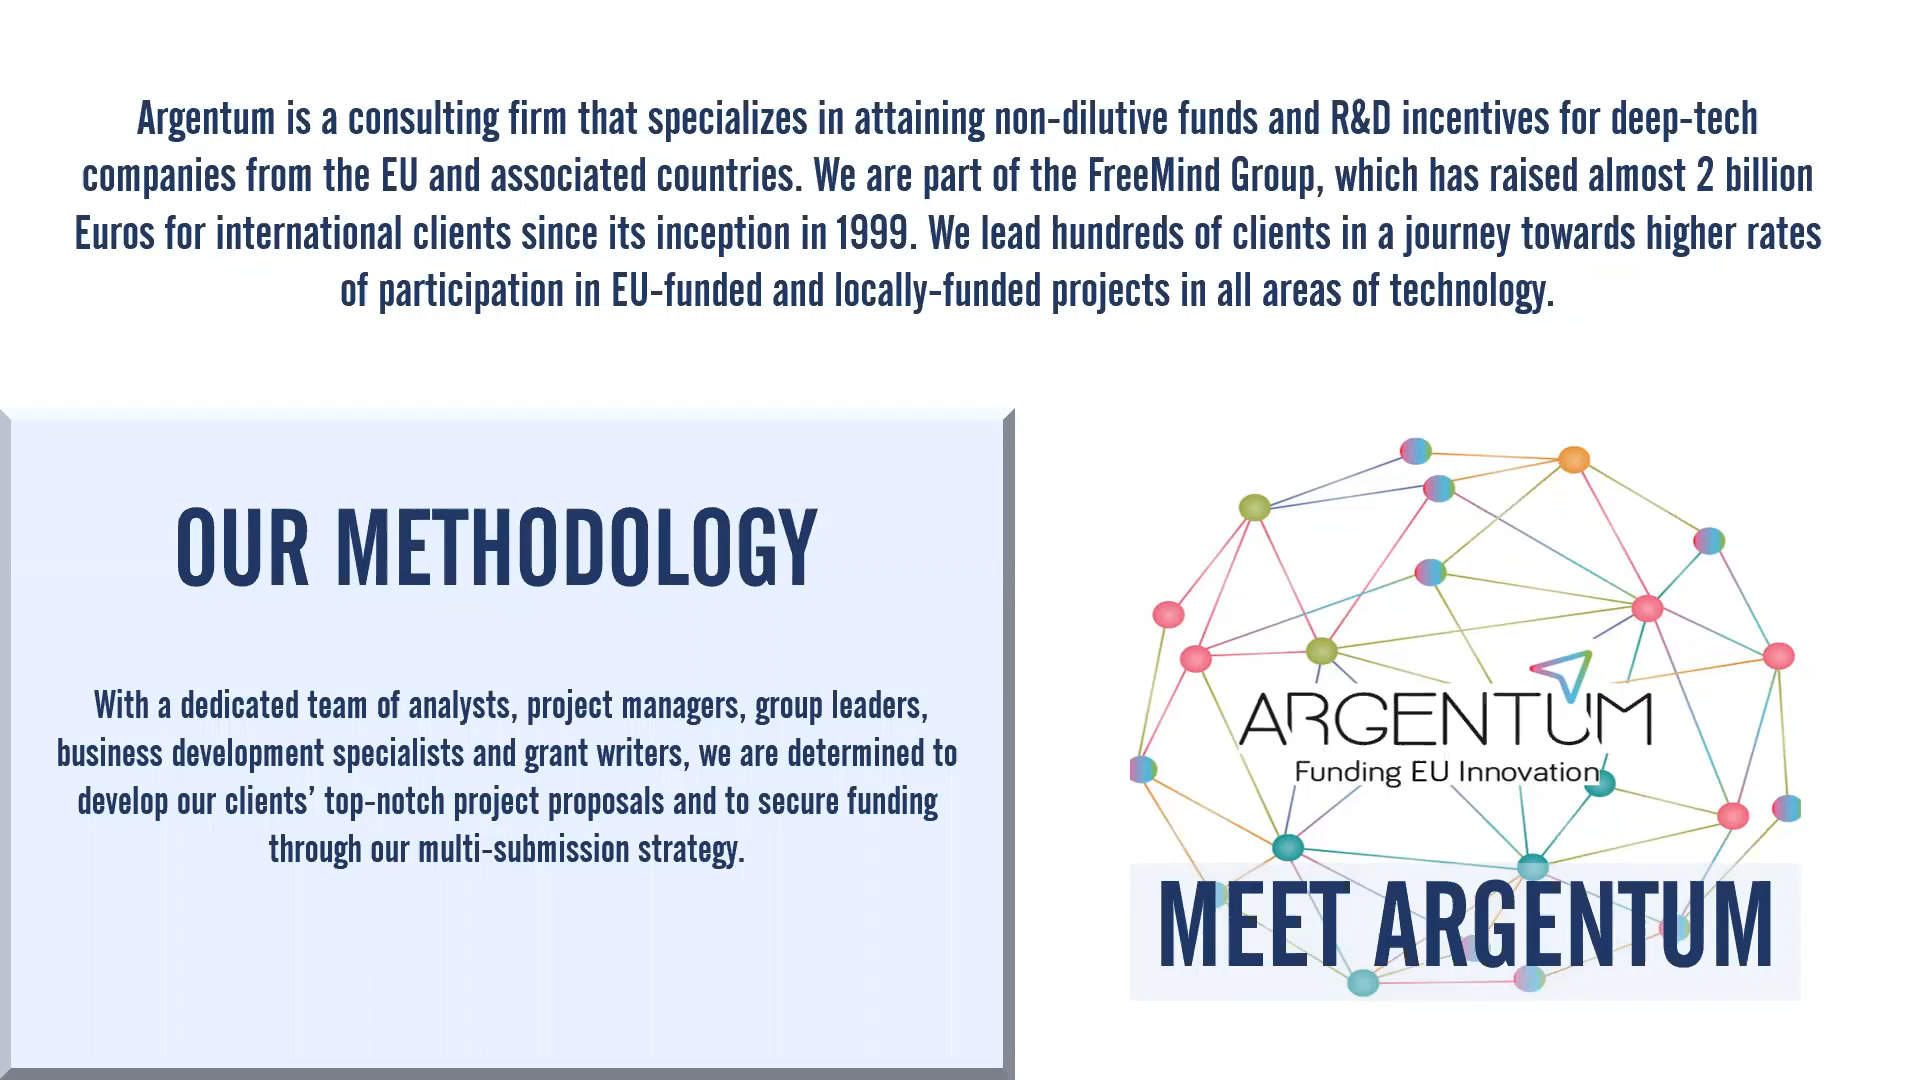 Argentum is a consulting firm that specializes in attaining non-dilutive funds and R&D incentives for deep-tech
companies from the EU and associated countries. We are part of the FreeMind Group, which has raised almost 2 billion
Euros for international clients since its inception in 1999. We lead hundreds of clients in a journey towards higher rates
of participation in EU-funded and locally-funded projects in all areas of technology.
OUR METHODOLOGY
With a dedicated team of analysts, project managers, group leaders,
business development specialists and grant writers, we are determined to
develop our clients’ top-notch project proposals and to secure funding
through our multi-submission strategy.
ARGENTUM
Funding EU Innovation
MEET ARGENTUM